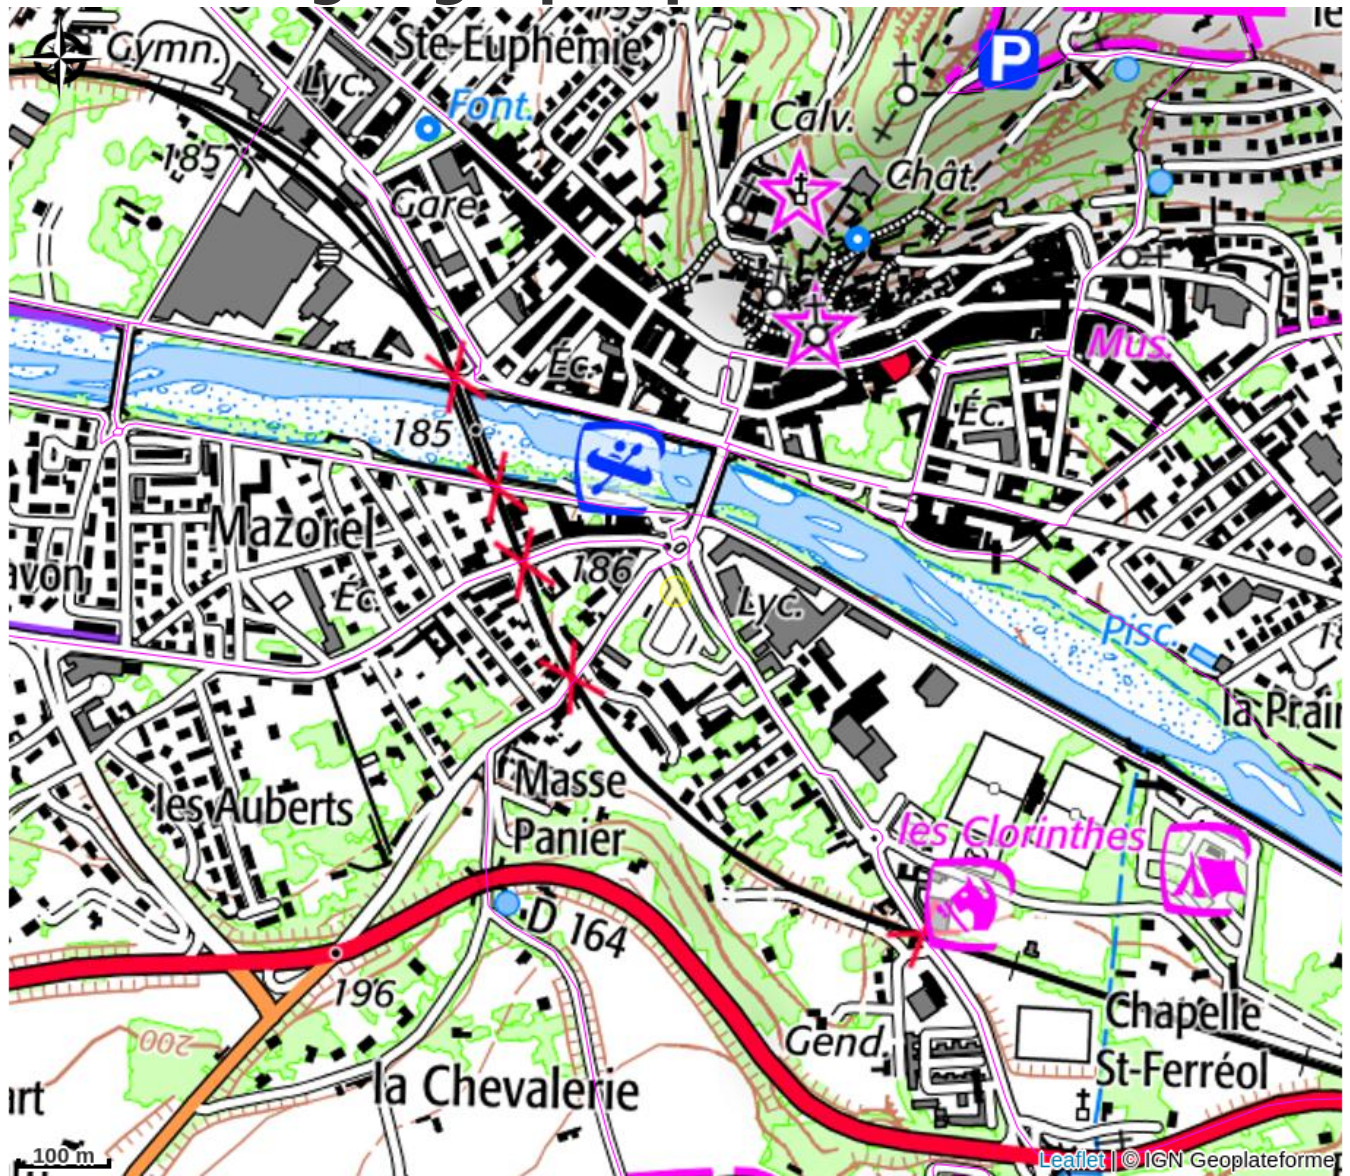 Gymn.
Lyc.
Ste-Euphémie
P
Font.
Calv.
185
Gare
Chât.
Mus.
Éc.
185
Éc.
Mazorel
avon
186
Éc.
Lyc.
Pisc.
la Prair
Masse
Panier
les Auberts
les Clorinthes
D 164
196
200
Chapelle
St-Ferréol
Gend.
la Chevalerie
art
100 m
Leaflet | © IGN Geoplateforme